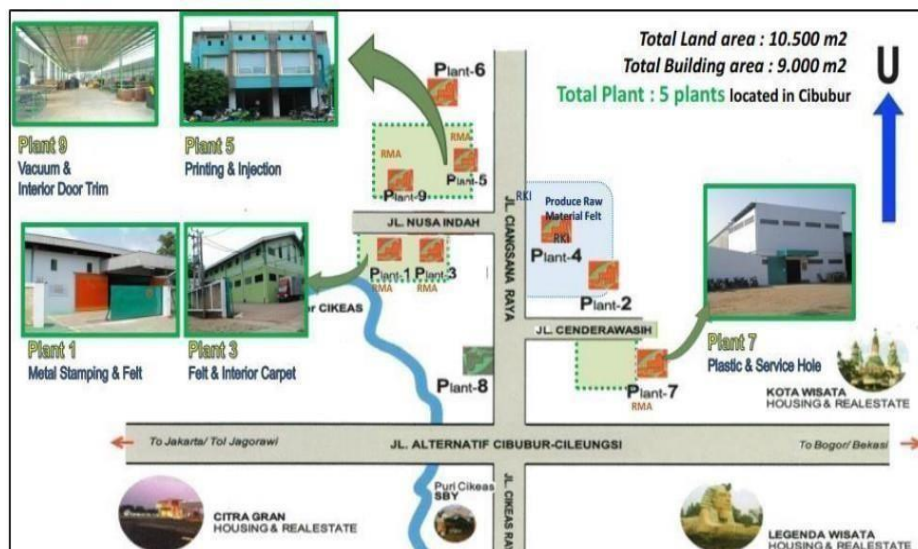 Total Land area : 10.500 m2
Total Building area : 9.000 m2
Total Plant : 5 plants located in Cibubur
U
Plant 9
Vacuum &
Interior Door Trim
Plant 5
Printing & Injection
Plant-6
RMA
RMA
Plant-5
Plant-9
JL. NUSA INDAH
JL. CIANGSANA RAYA
RKI
Produce Raw
Material Felt
RKI
Plant-4
Plant-2
Plant-1
Plant-3
RMA
RMA
CIKEAS
Plant 1
Metal Stamping & Felt
Plant 3
Felt & Interior Carpet
JL. CENDERAWASIH
Plant-8
Plant-7
RMA
Plant 7
Plastic & Service Hole
KOTA WISATA
HOUSING & REALESTATE
To Jakarta/ Tol Jagorawi
JL. ALTERNATIF CIBUBUR-CILEUNGSI
To Bogor/ Bekasi
CITRA GRAN
HOUSING & REALESTATE
Puri Cikeas
SBY
JL. CIKEAS RAYA
LEGENDA WISATA
HOUSING & REALESTATE